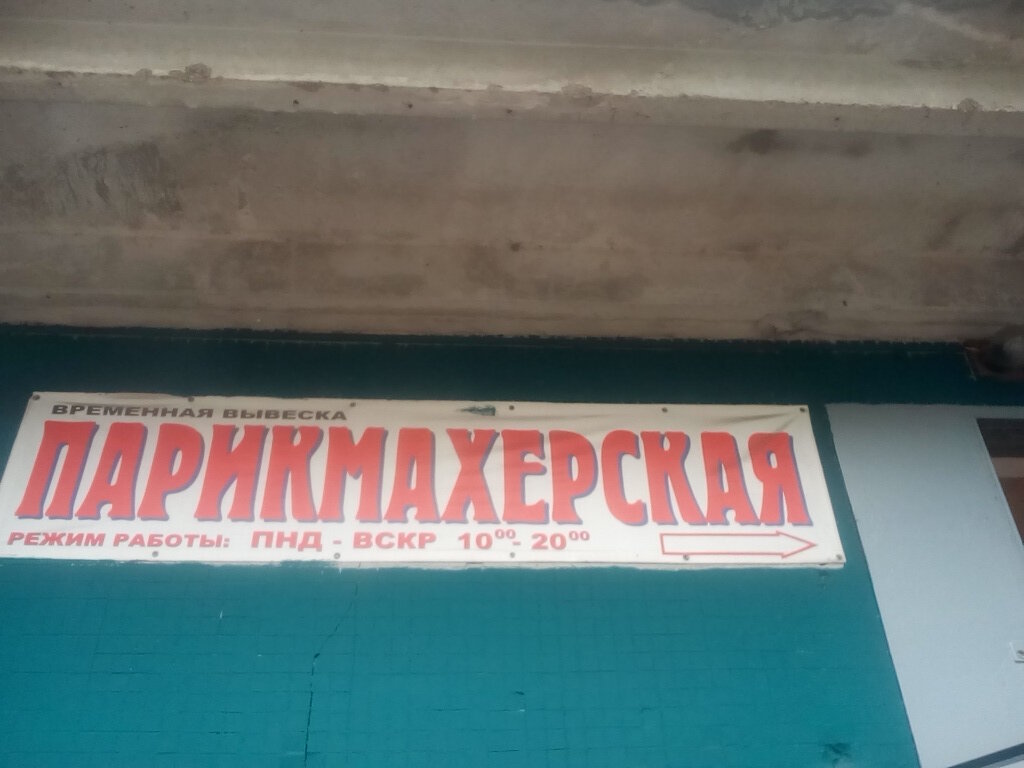 ВРЕМЕННАЯ ВЫВЕСКА
ПАРИКМАХЕРСКАЯ
РЕЖИМ РАБОТЫ: ПНД - ВСКР 10⁰⁰- 20⁰⁰